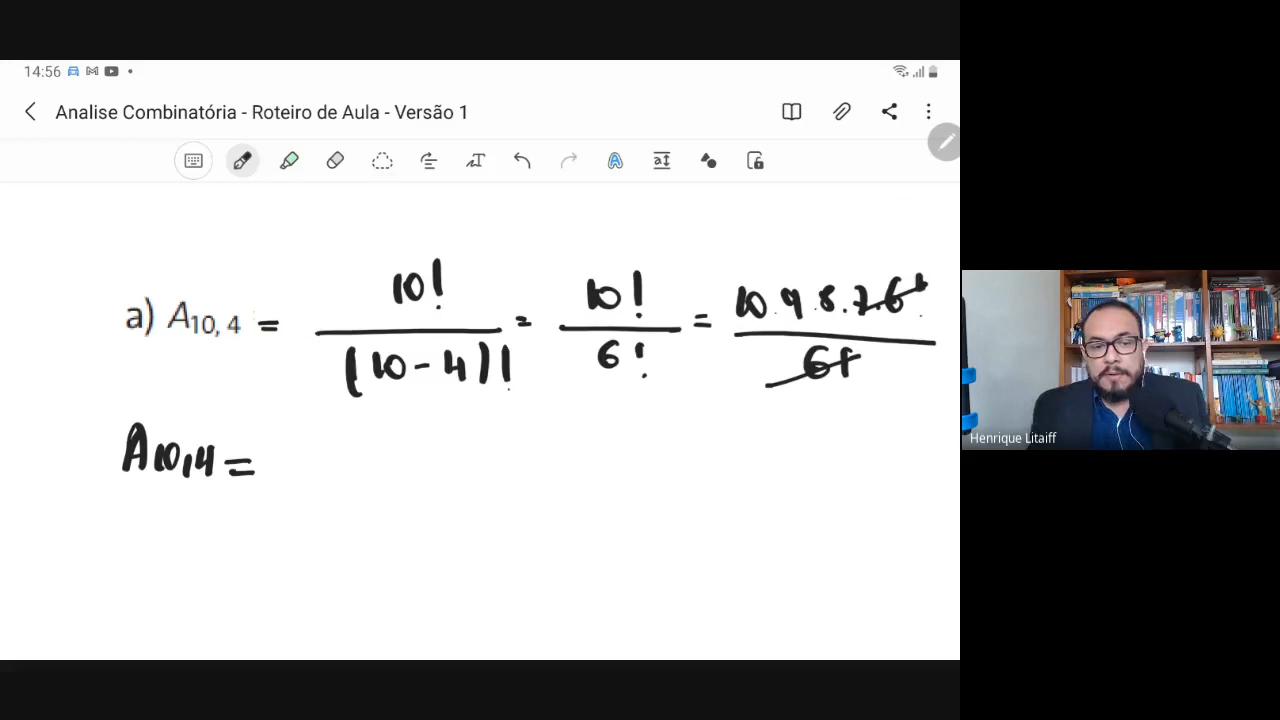 14:56
Analise Combinatória - Roteiro de Aula - Versão 1
a) A10, 4 = 10! / (10-4)! = 10! / 6! = 10.9.8.7.6! / 6!
A10,4 =
Henrique Litaiff